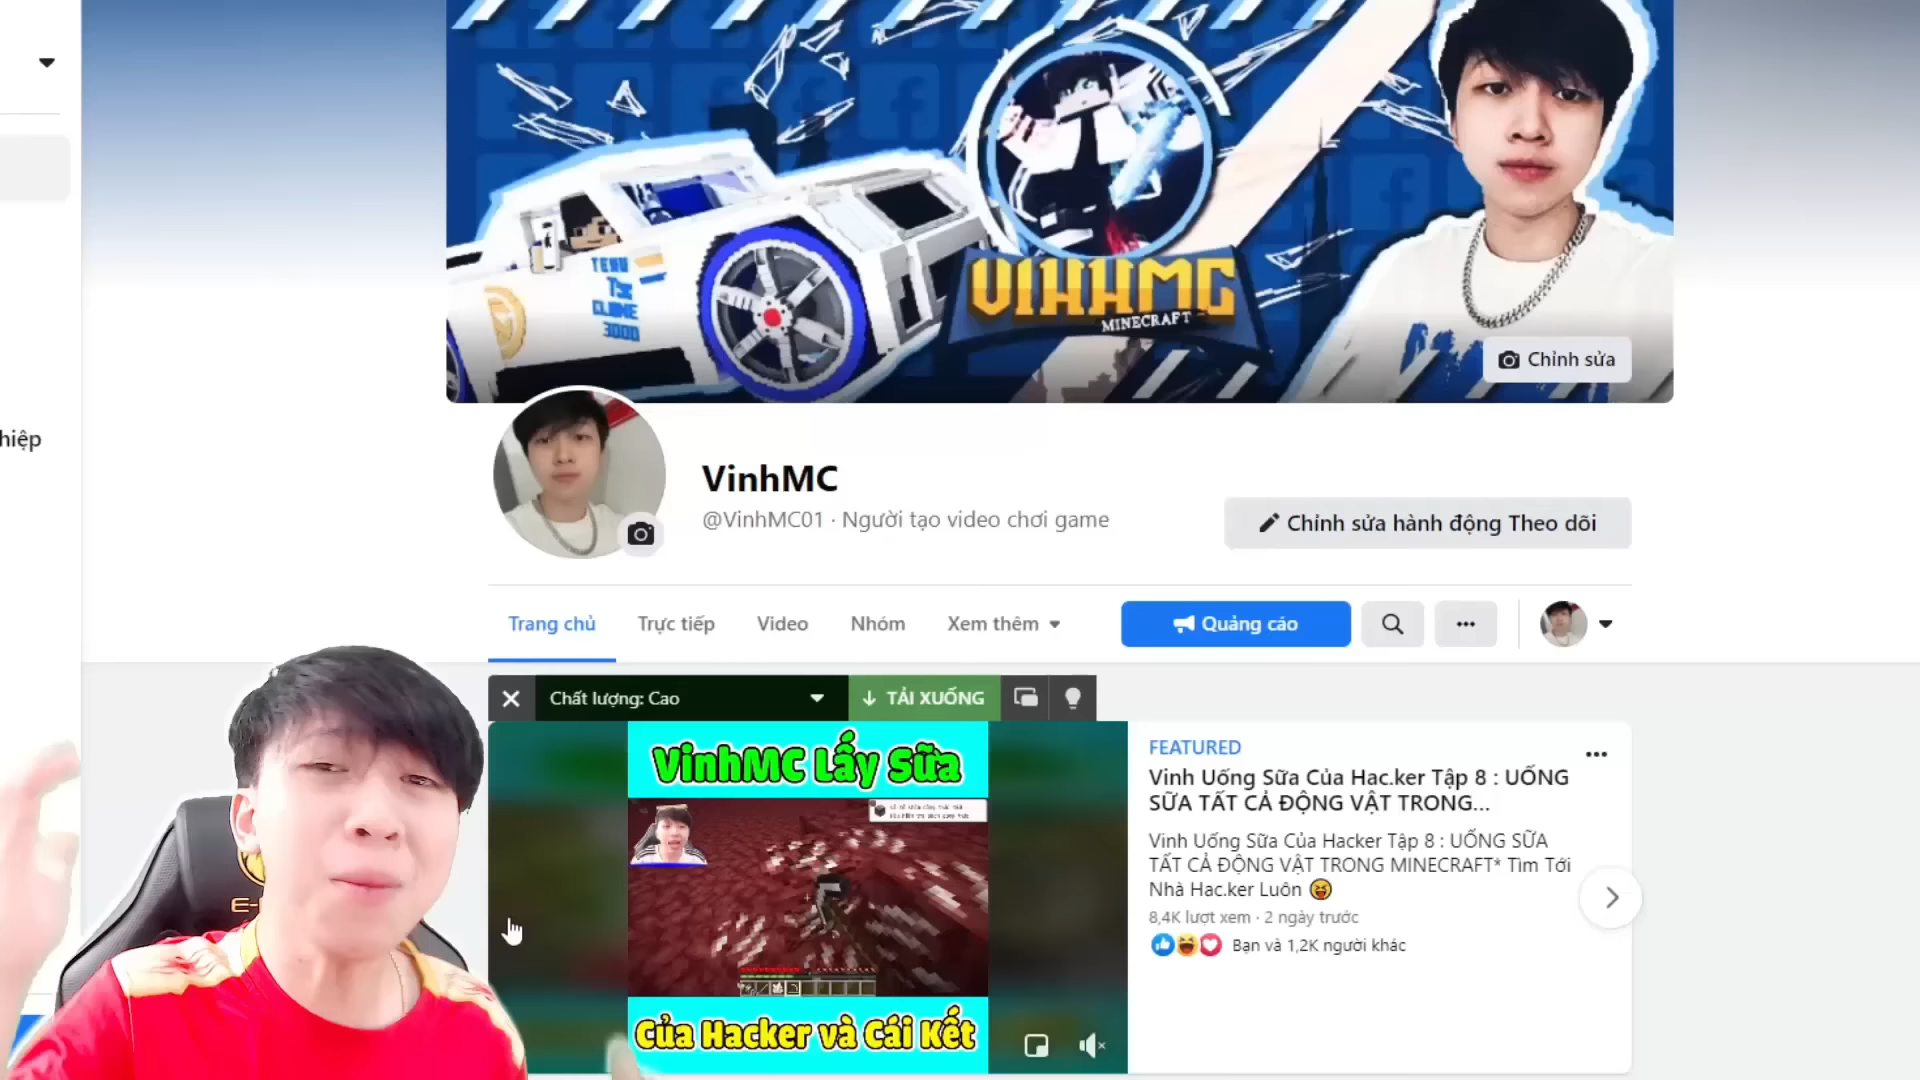 TENU
CLONE
3000
VINHMC
MINECRAFT
Chỉnh sửa
hiệp
VinhMC
@VinhMC01 · Người tạo video chơi game
Chỉnh sửa hành động Theo dõi
Trang chủ
Trực tiếp
Video
Nhóm
Xem thêm
Quảng cáo
Chất lượng: Cao
TẢI XUỐNG
VinhMC Lấy Sữa
Của Hacker và Cái Kết
FEATURED
Vinh Uống Sữa Của Hac.ker Tập 8 : UỐNG
SỮA TẤT CẢ ĐỘNG VẬT TRONG...
Vinh Uống Sữa Của Hacker Tập 8 : UỐNG SỮA
TẤT CẢ ĐỘNG VẬT TRONG MINECRAFT* Tìm Tới
Nhà Hac.ker Luôn 😝
8,4K lượt xem · 2 ngày trước
Bạn và 1,2K người khác